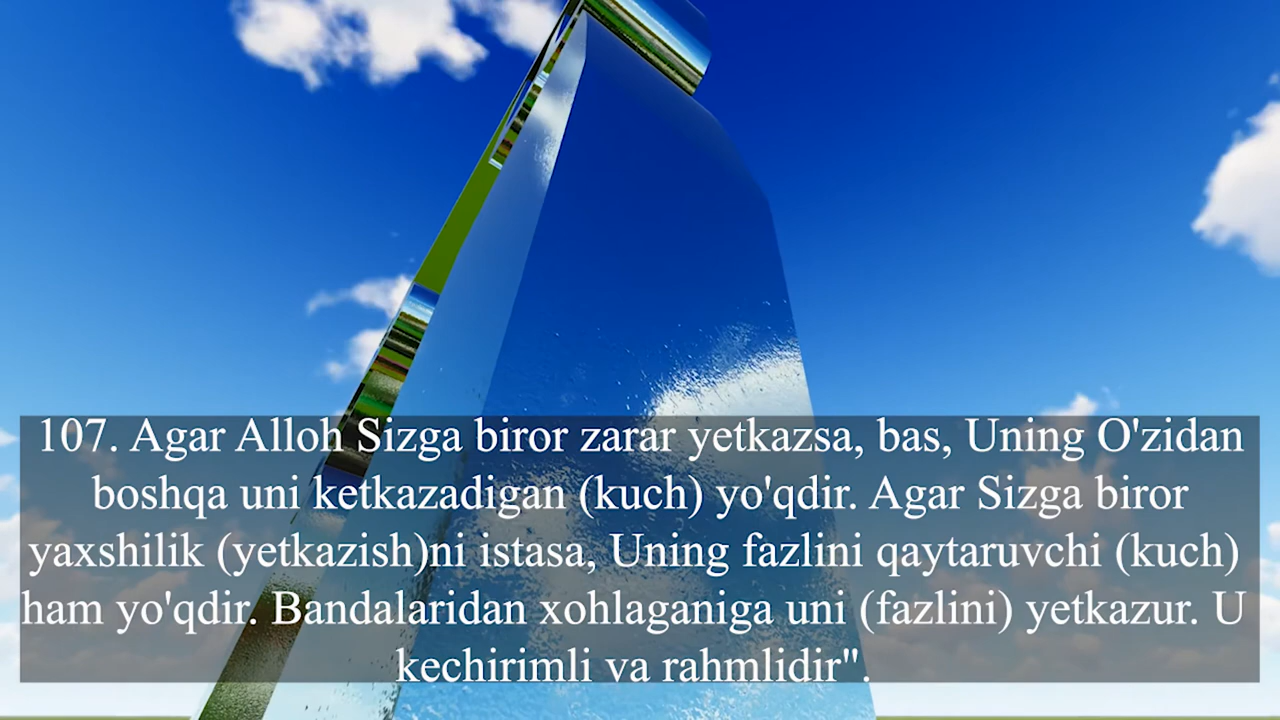 107. Agar Alloh Sizga biror zarar yetkazsa, bas, Uning O'zidan
boshqa uni ketkazadigan (kuch) yo'qdir. Agar Sizga biror
yaxshilik (yetkazish)ni istasa, Uning fazlini qaytaruvchi (kuch)
ham yo'qdir. Bandalaridan xohlaganiga uni (fazlini) yetkazur. U
kechirimli va rahmlidir".